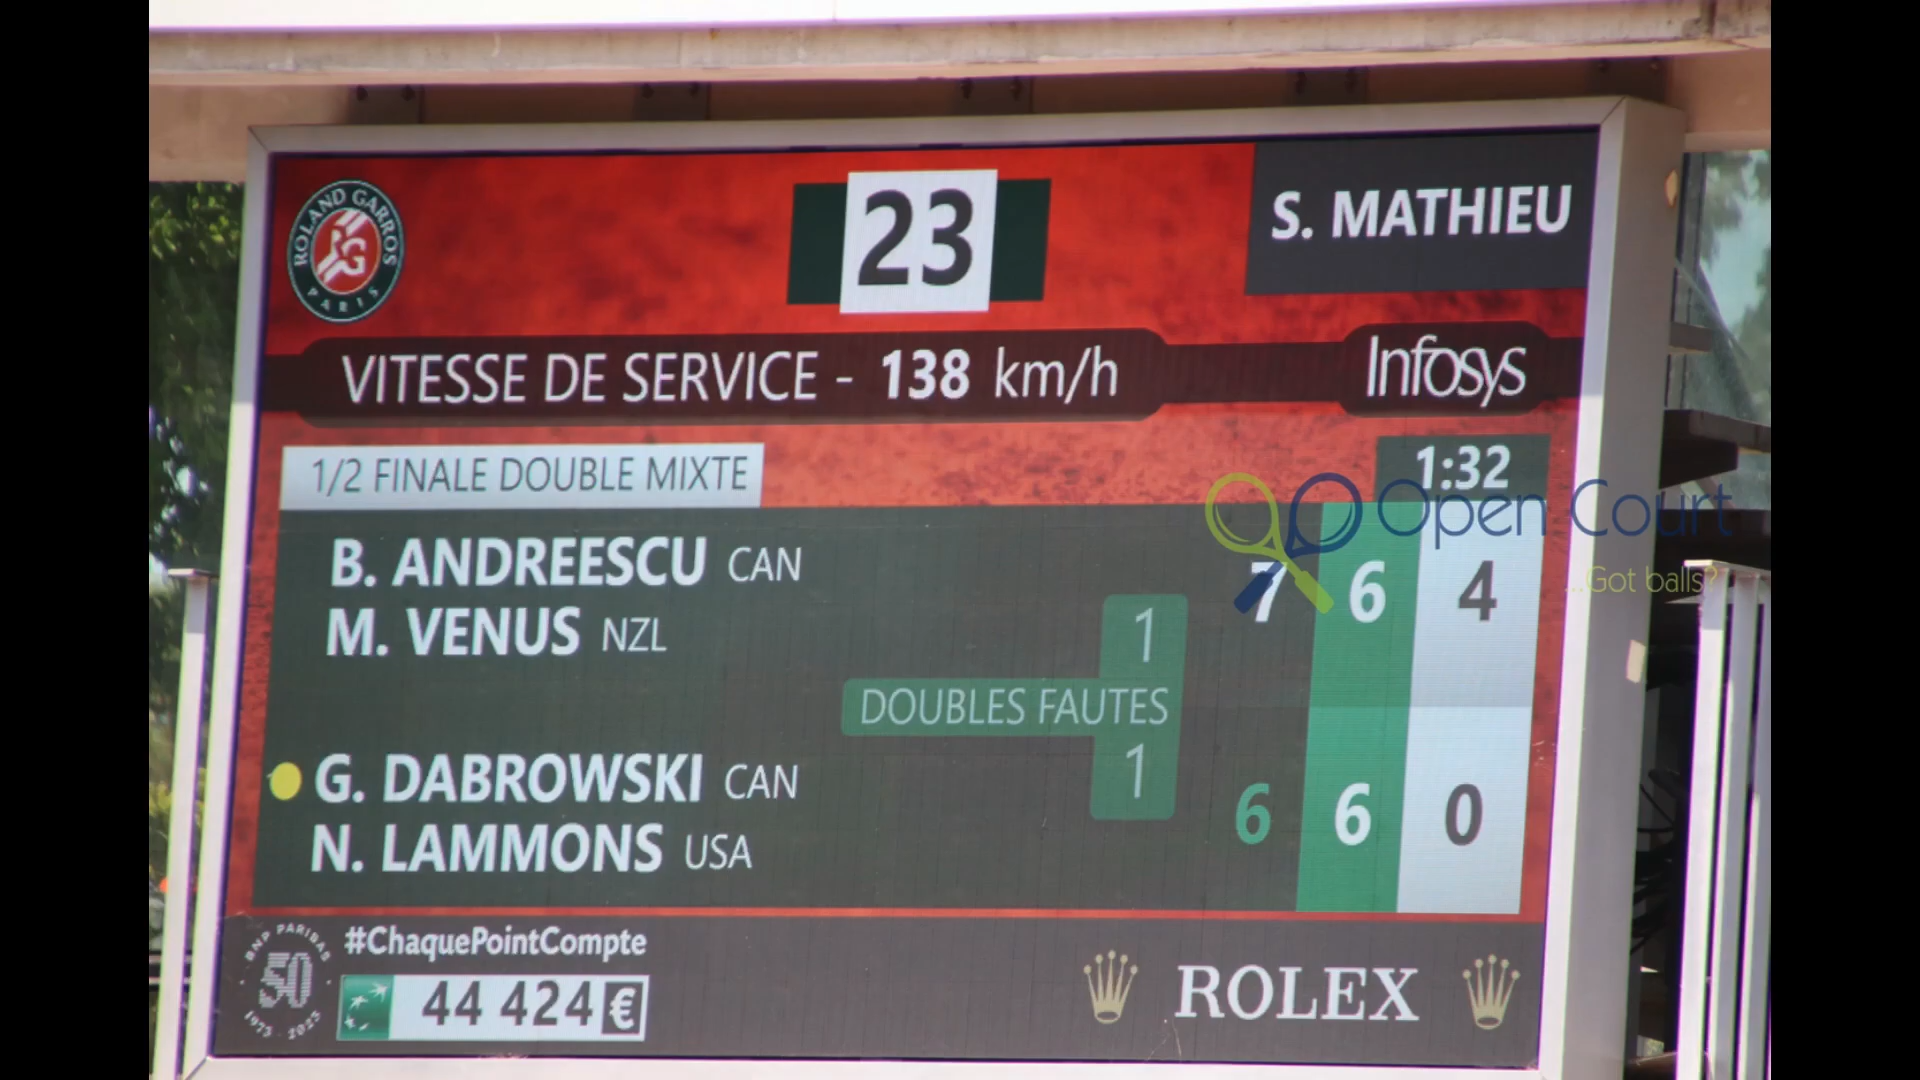 ROLAND GARROS
RG
PARIS
23
S. MATHIEU
VITESSE DE SERVICE - 138 km/h
Infosys
1/2 FINALE DOUBLE MIXTE
1:32
Open Court
...Got balls?
B. ANDREESCU CAN
M. VENUS NZL
7 6 4
1
DOUBLES FAUTES
1
G. DABROWSKI CAN
N. LAMMONS USA
6 6 0
BNP PARIBAS
50
1973 - 2023
#ChaquePointCompte
44 424 €
ROLEX